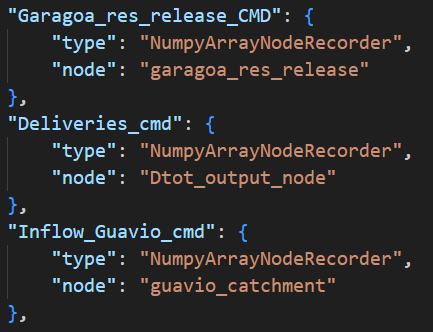 "Garagoa_res_release_CMD": {
    "type": "NumpyArrayNodeRecorder",
    "node": "garagoa_res_release"
},
"Deliveries_cmd": {
    "type": "NumpyArrayNodeRecorder",
    "node": "Dtot_output_node"
},
"Inflow_Guavio_cmd": {
    "type": "NumpyArrayNodeRecorder",
    "node": "guavio_catchment"
},